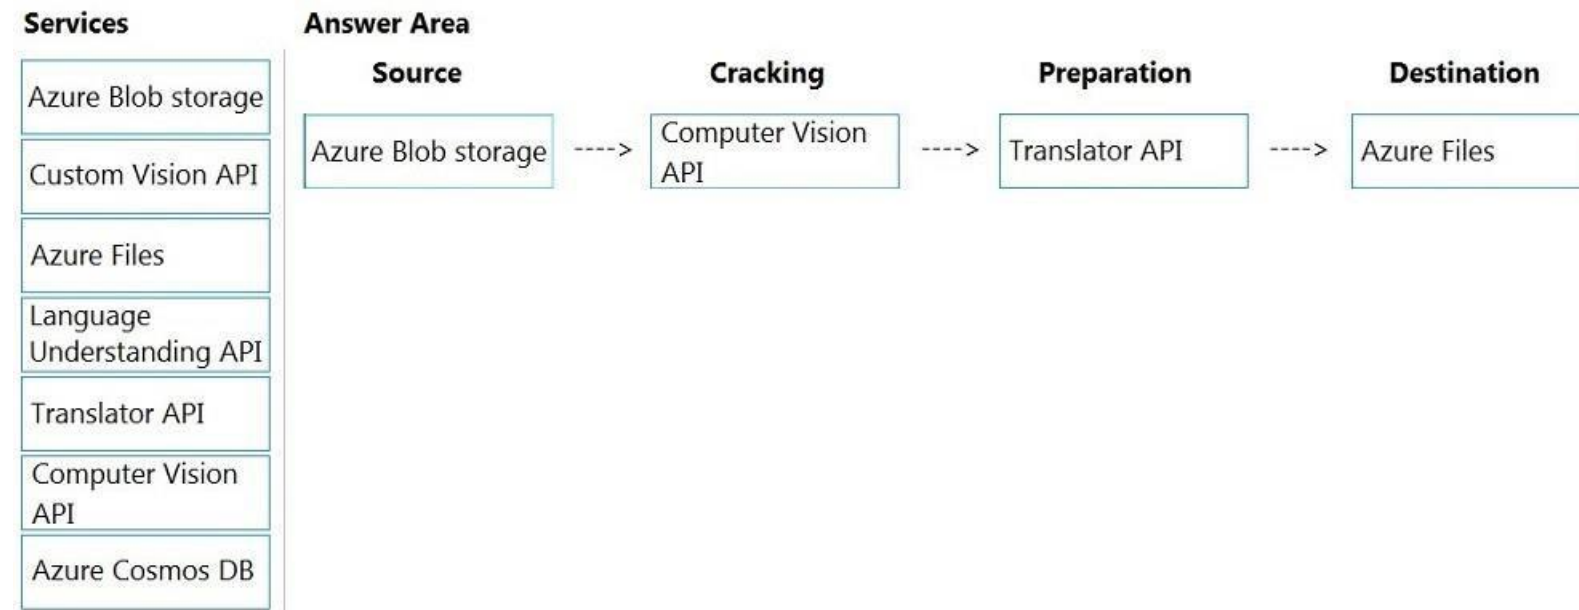 Services
Azure Blob storage
Custom Vision API
Azure Files
Language
Understanding API
Translator API
Computer Vision
API
Azure Cosmos DB
Answer Area
Source
Cracking
Preparation
Destination
Azure Blob storage
---->
Computer Vision
API
---->
Translator API
---->
Azure Files